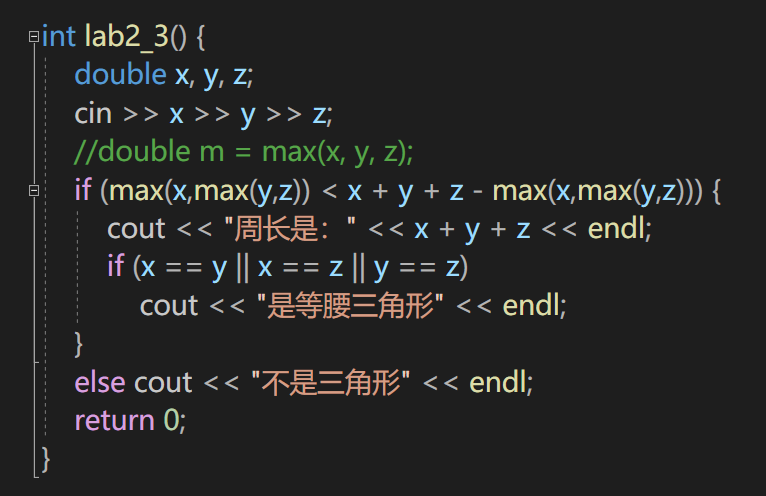 int lab2_3() {
double x, y, z;
cin >> x >> y >> z;
//double m = max(x, y, z);
if (max(x,max(y,z)) < x + y + z - max(x,max(y,z))) {
cout << "周长是：" << x + y + z << endl;
if (x == y || x == z || y == z)
cout << "是等腰三角形" << endl;
}
else cout << "不是三角形" << endl;
return 0;
}